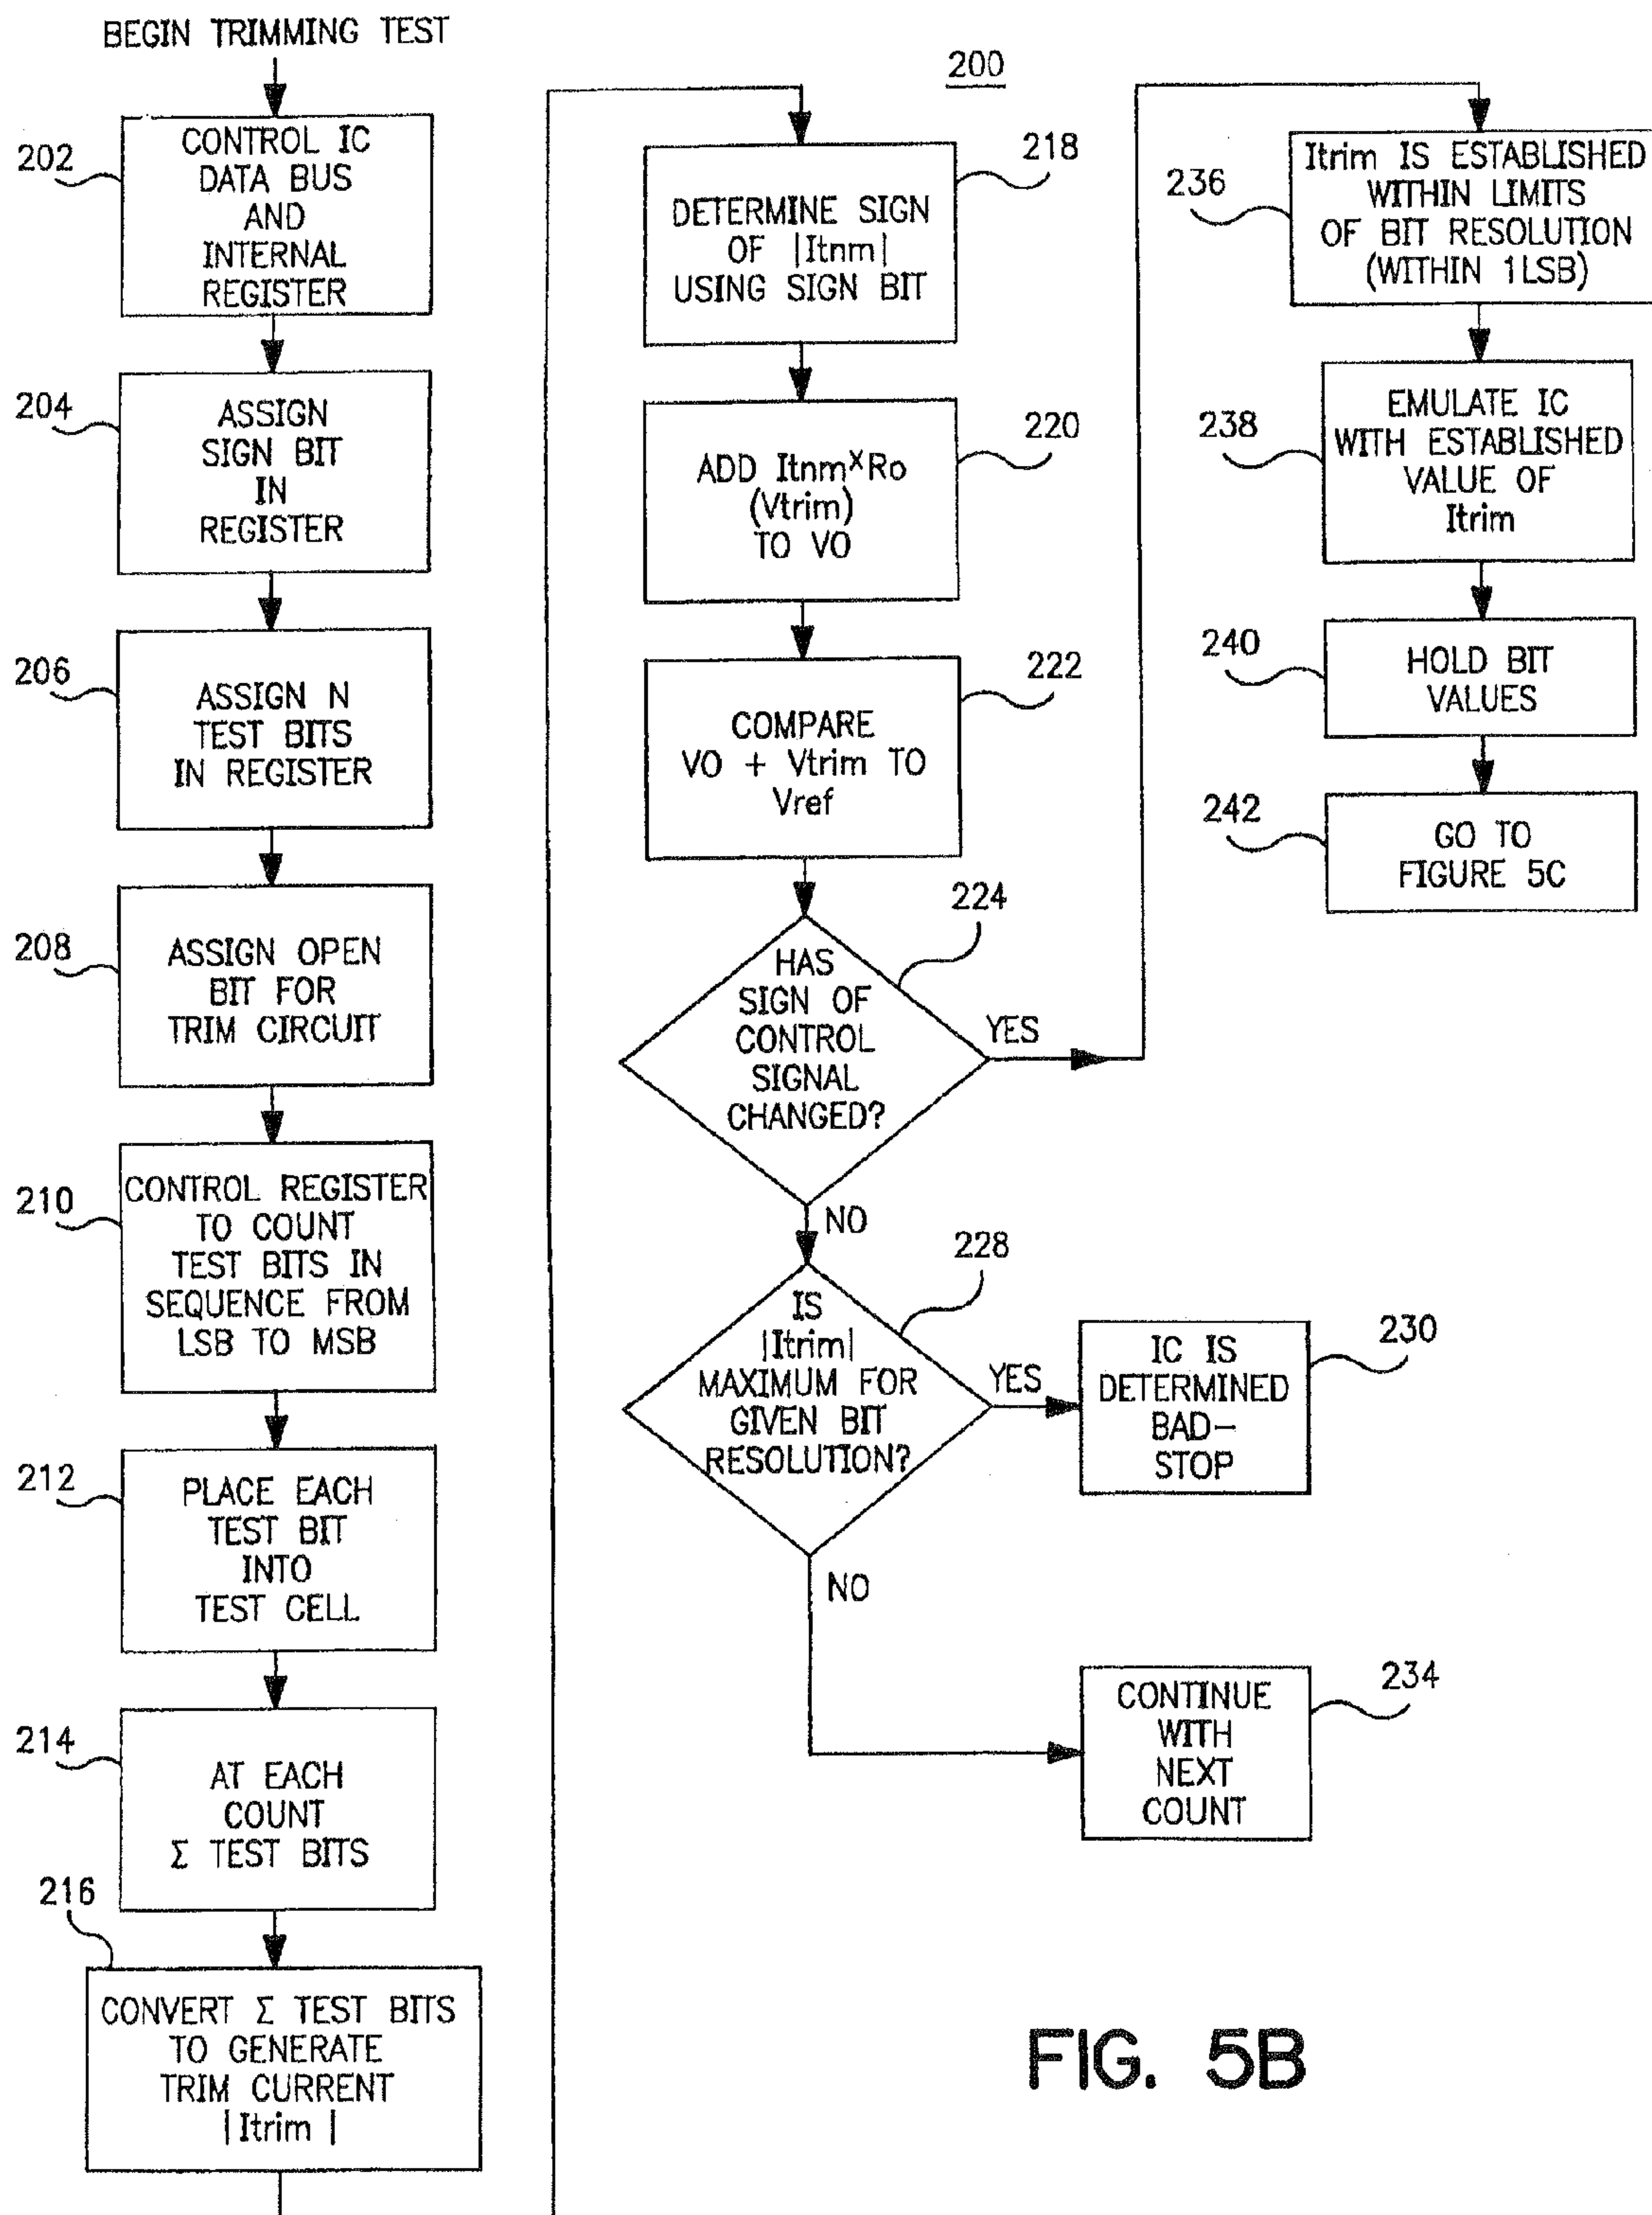 BEGIN TRIMMING TEST
202
CONTROL IC
DATA BUS
AND
INTERNAL
REGISTER
204
ASSIGN
SIGN BIT
IN
REGISTER
206
ASSIGN N
TEST BITS
IN REGISTER
208
ASSIGN OPEN
BIT FOR
TRIM CIRCUIT
210
CONTROL REGISTER
TO COUNT
TEST BITS IN
SEQUENCE FROM
LSB TO MSB
212
PLACE EACH
TEST BIT
INTO
TEST CELL
214
AT EACH
COUNT
Σ TEST BITS
216
CONVERT Σ TEST BITS
TO GENERATE
TRIM CURRENT
|Itrim |
200
218
DETERMINE SIGN
OF |Itnm|
USING SIGN BIT
220
ADD Itnm×Ro
(Vtrim)
TO VO
222
COMPARE
VO + Vtrim TO
Vref
224
HAS
SIGN OF
CONTROL
SIGNAL
CHANGED?
YES
NO
228
IS
|Itrim|
MAXIMUM FOR
GIVEN BIT
RESOLUTION?
YES
NO
230
IC IS
DETERMINED
BAD-
STOP
234
CONTINUE
WITH
NEXT
COUNT
236
Itrim IS ESTABLISHED
WITHIN LIMITS
OF BIT RESOLUTION
(WITHIN 1LSB)
238
EMULATE IC
WITH ESTABLISHED
VALUE OF
Itrim
240
HOLD BIT
VALUES
242
GO TO
FIGURE 5C
FIG. 5B